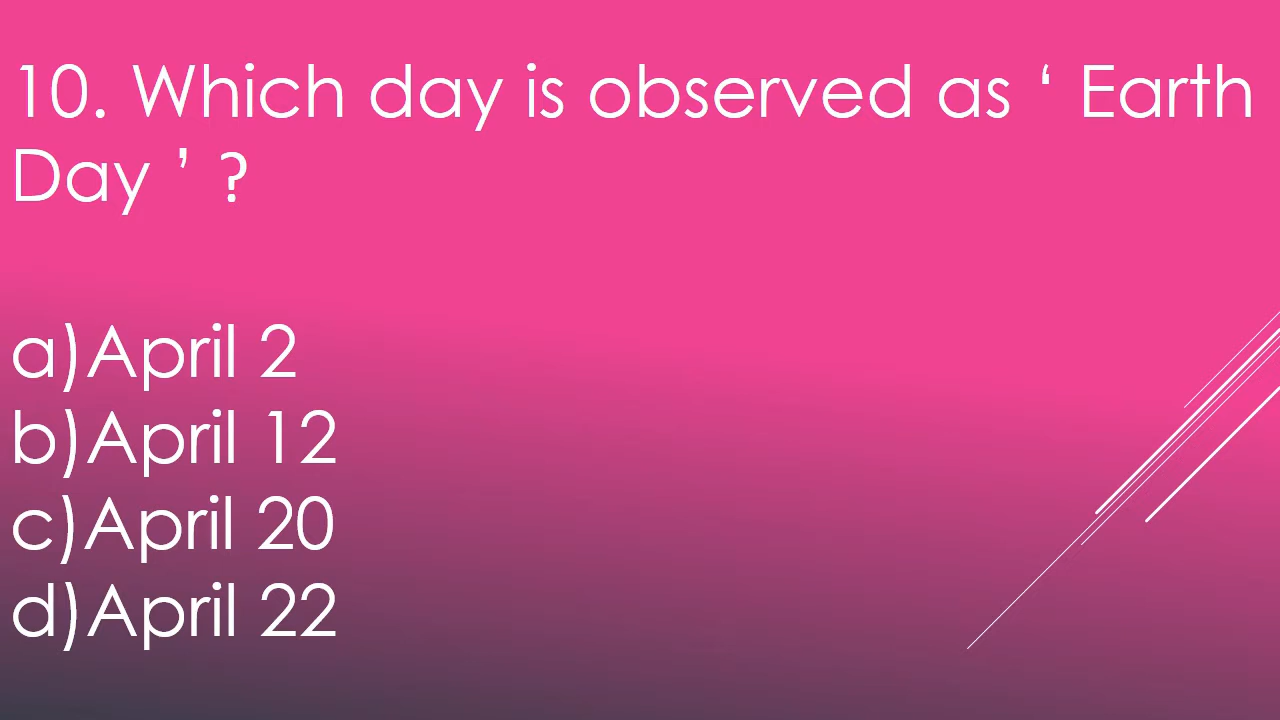 10. Which day is observed as ‘ Earth
Day ’ ?
a)April 2
b)April 12
c)April 20
d)April 22